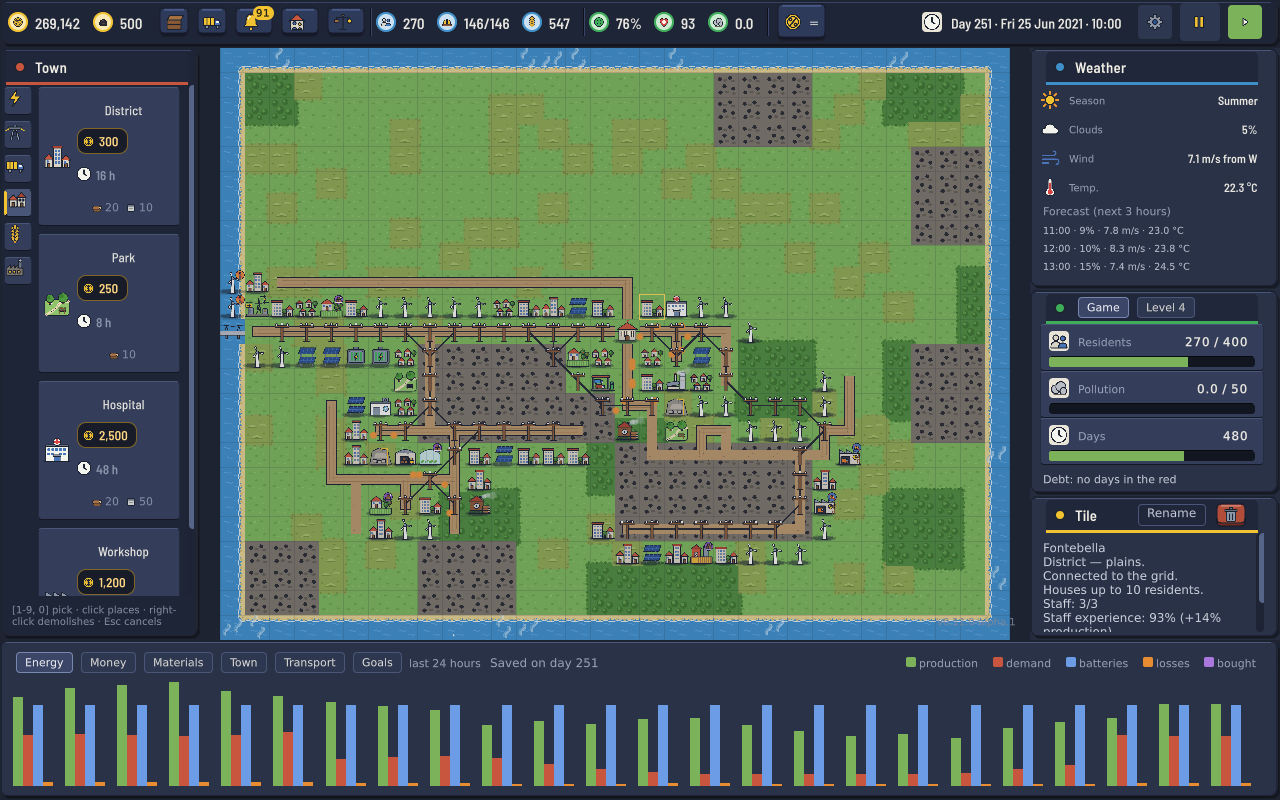 269,142
500
91
270
146/146
547
76%
93
0.0
=
Day 251 · Fri 25 Jun 2021 · 10:00
Town
District
300
16 h
20
10
Park
250
8 h
10
Hospital
2,500
48 h
20
50
Workshop
1,200
[1-9, 0] pick · click places · right-
click demolishes · Esc cancels
Weather
Season
Summer
Clouds
5%
Wind
7.1 m/s from W
Temp.
22.3 °C
Forecast (next 3 hours)
11:00 · 9% · 7.8 m/s · 23.0 °C
12:00 · 10% · 8.3 m/s · 23.8 °C
13:00 · 15% · 7.4 m/s · 24.5 °C
Game
Level 4
Residents
270 / 400
Pollution
0.0 / 50
Days
480
Debt: no days in the red
Tile
Rename
Fontebella
District — plains.
Connected to the grid.
Houses up to 10 residents.
Staff: 3/3
Staff experience: 93% (+14%
production)
Energy
Money
Materials
Town
Transport
Goals
last 24 hours
Saved on day 251
production
demand
batteries
losses
bought